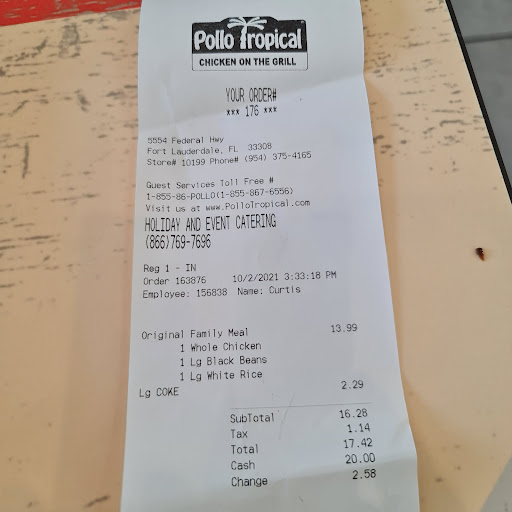 Pollo Tropical
CHICKEN ON THE GRILL
YOUR ORDER#
*** 176 ***
5554 Federal Hwy
Fort Lauderdale, FL 33308
Store# 10199 Phone# (954) 375-4165
Guest Services Toll Free #
1-855-86-POLLO(1-855-867-6556)
Visit us at www.PolloTropical.com
HOLIDAY AND EVENT CATERING
(866)769-7696
Reg 1 - IN
Order 163876 10/2/2021 3:33:18 PM
Employee: 156838 Name: Curtis
Original Family Meal 13.99
1 Whole Chicken
1 Lg Black Beans
1 Lg White Rice
Lg COKE 2.29
SubTotal 16.28
Tax 1.14
Total 17.42
Cash 20.00
Change 2.58